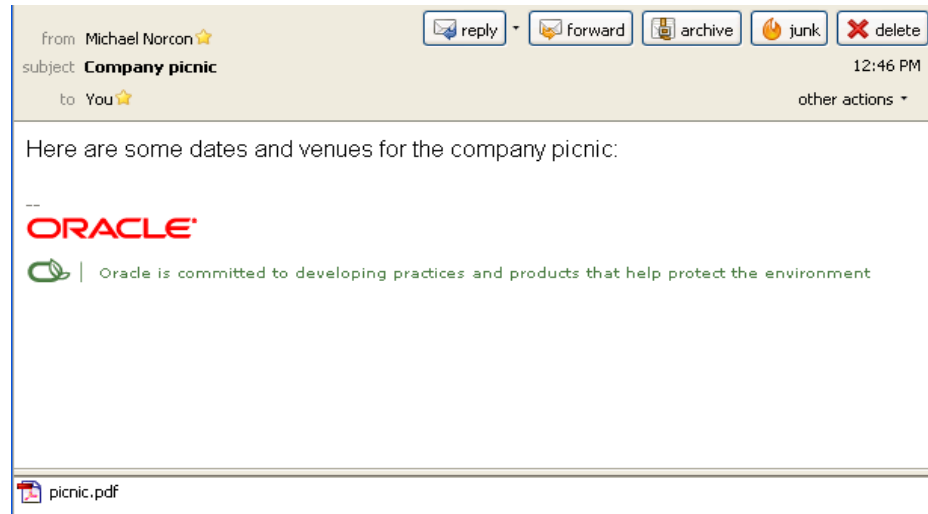 from Michael Norcon reply forward archive junk delete
subject Company picnic 12:46 PM
to You other actions
Here are some dates and venues for the company picnic:
--
ORACLE
Oracle is committed to developing practices and products that help protect the environment
picnic.pdf